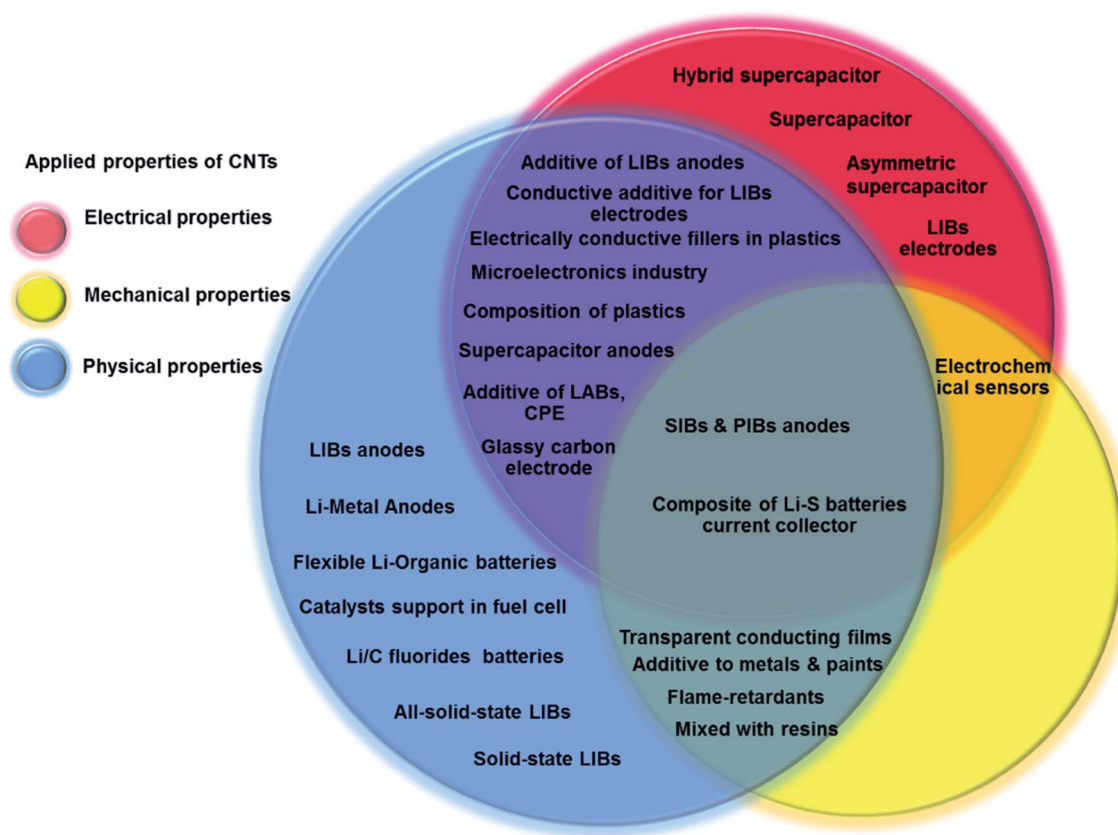 Applied properties of CNTs
Electrical properties
Mechanical properties
Physical properties
Hybrid supercapacitor
Supercapacitor
Asymmetric
supercapacitor
LIBs
electrodes
Additive of LIBs anodes
Conductive additive for LIBs
electrodes
Electrically conductive fillers in plastics
Microelectronics industry
Composition of plastics
Supercapacitor anodes
Additive of LABs,
CPE
Glassy carbon
electrode
Electrochem
ical sensors
SIBs & PIBs anodes
Composite of Li-S batteries
current collector
LIBs anodes
Li-Metal Anodes
Flexible Li-Organic batteries
Catalysts support in fuel cell
Li/C fluorides batteries
All-solid-state LIBs
Solid-state LIBs
Transparent conducting films
Additive to metals & paints
Flame-retardants
Mixed with resins